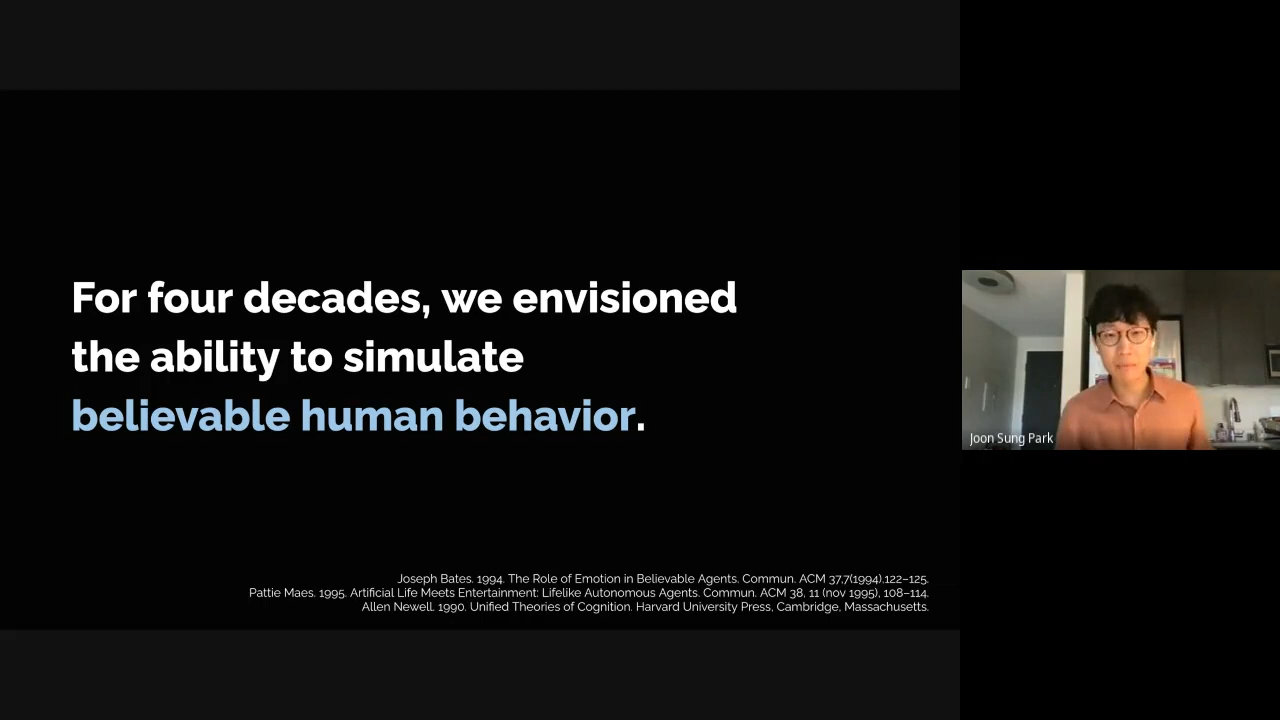 For four decades, we envisioned
the ability to simulate
believable human behavior.
Joseph Bates. 1994. The Role of Emotion in Believable Agents. Commun. ACM 37,7(1994),122–125.
Pattie Maes. 1995. Artificial Life Meets Entertainment: Lifelike Autonomous Agents. Commun. ACM 38, 11 (nov 1995), 108–114.
Allen Newell. 1990. Unified Theories of Cognition. Harvard University Press, Cambridge, Massachusetts.
Joon Sung Park